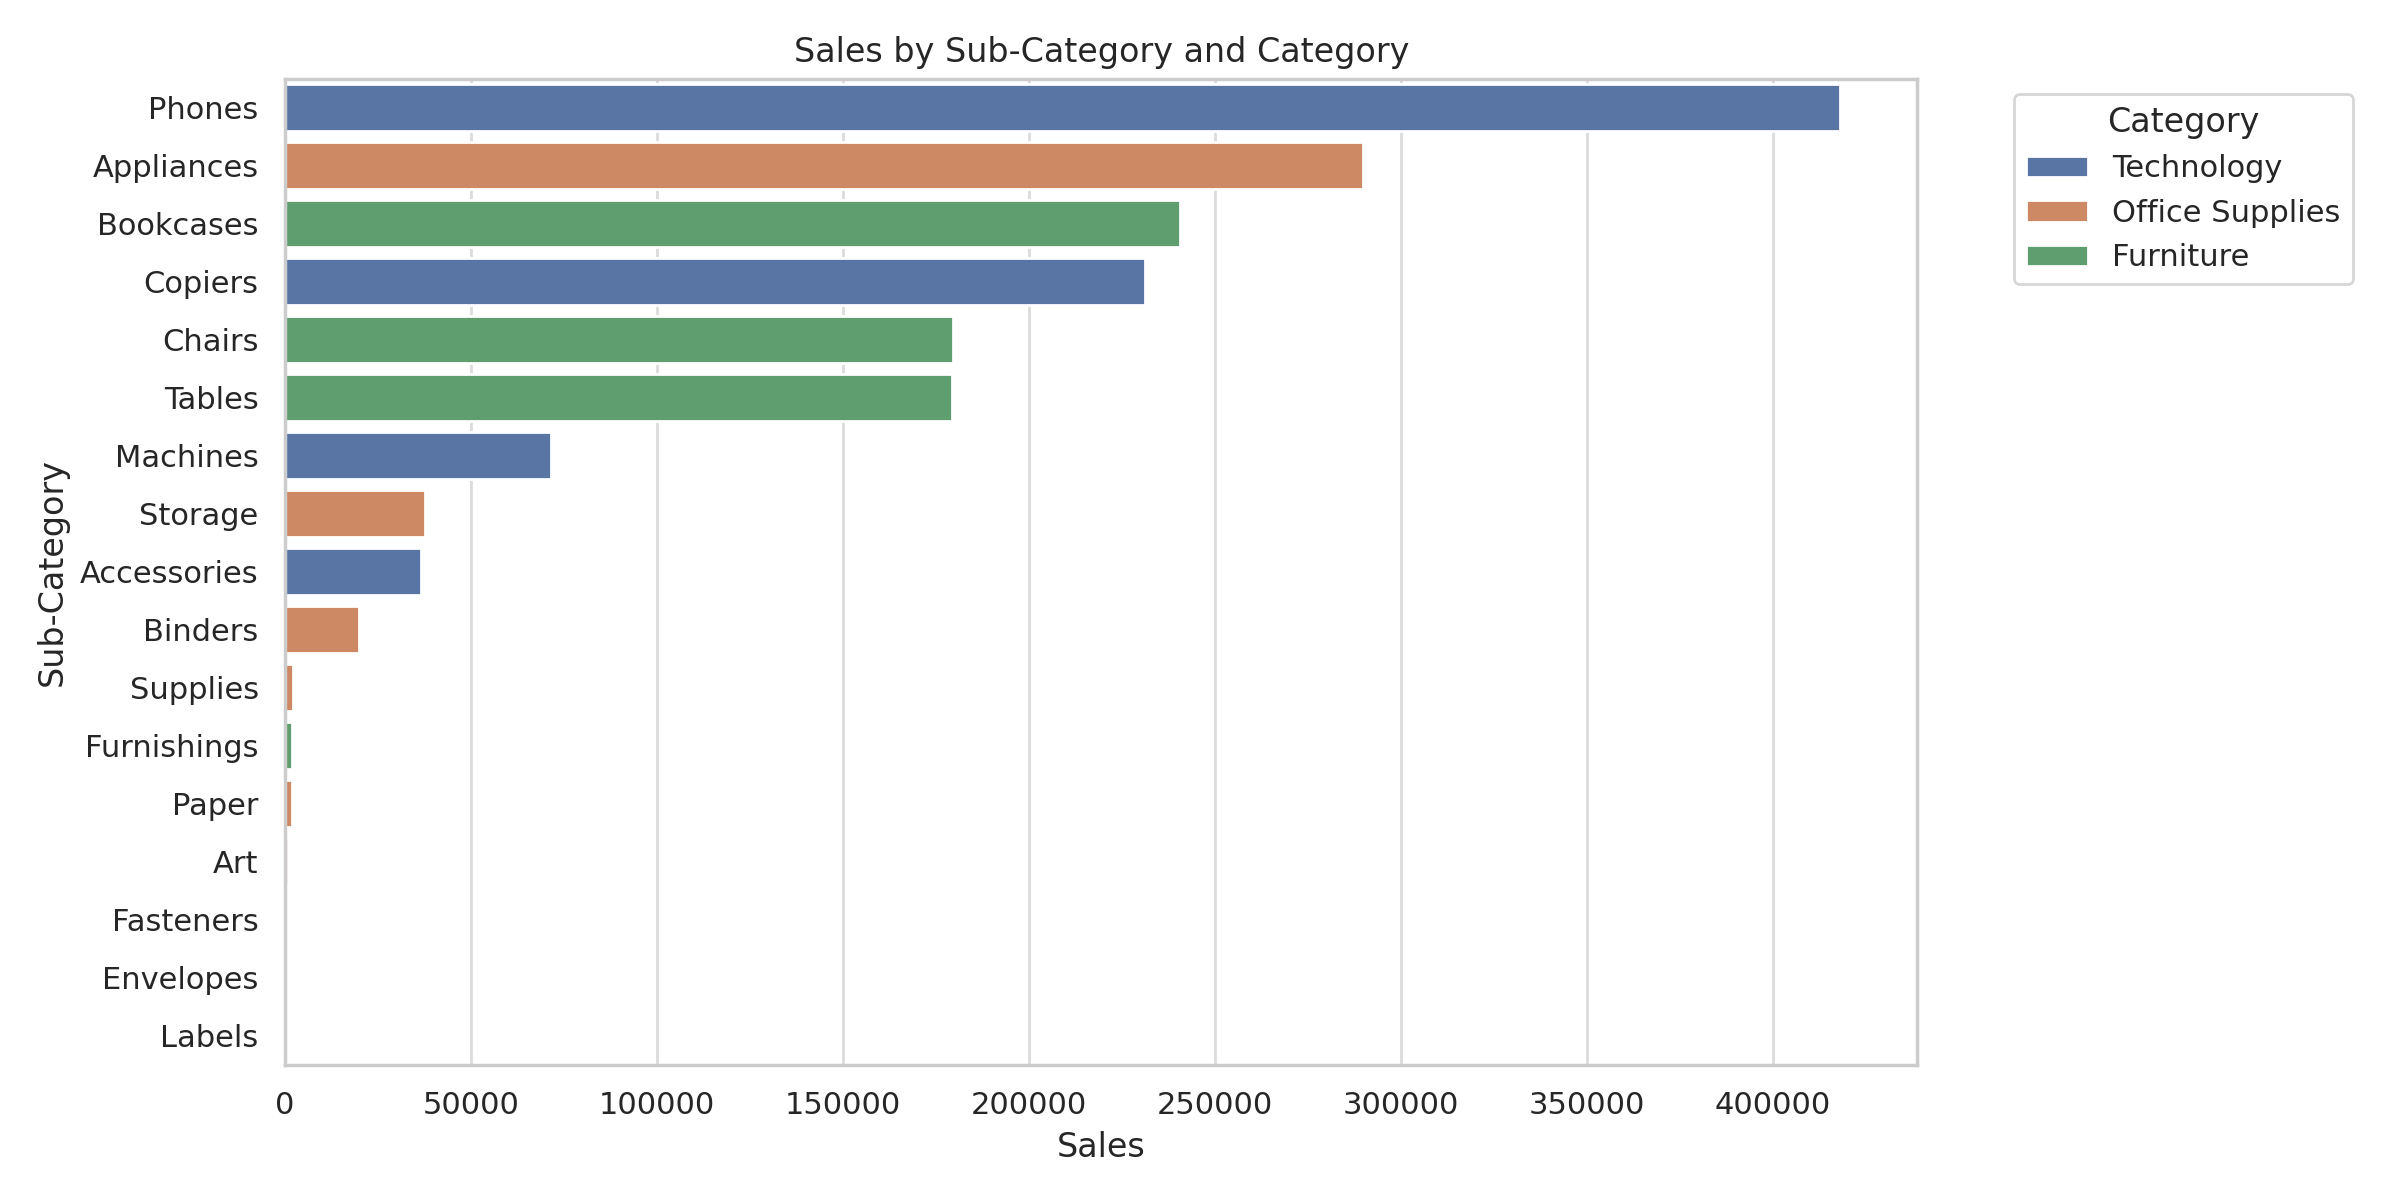 Sales by Sub-Category and Category
Phones
Appliances
Bookcases
Copiers
Chairs
Tables
Machines
Storage
Accessories
Binders
Supplies
Furnishings
Paper
Art
Fasteners
Envelopes
Labels
Sub-Category
0 50000 100000 150000 200000 250000 300000 350000 400000
Sales
Category
Technology
Office Supplies
Furniture